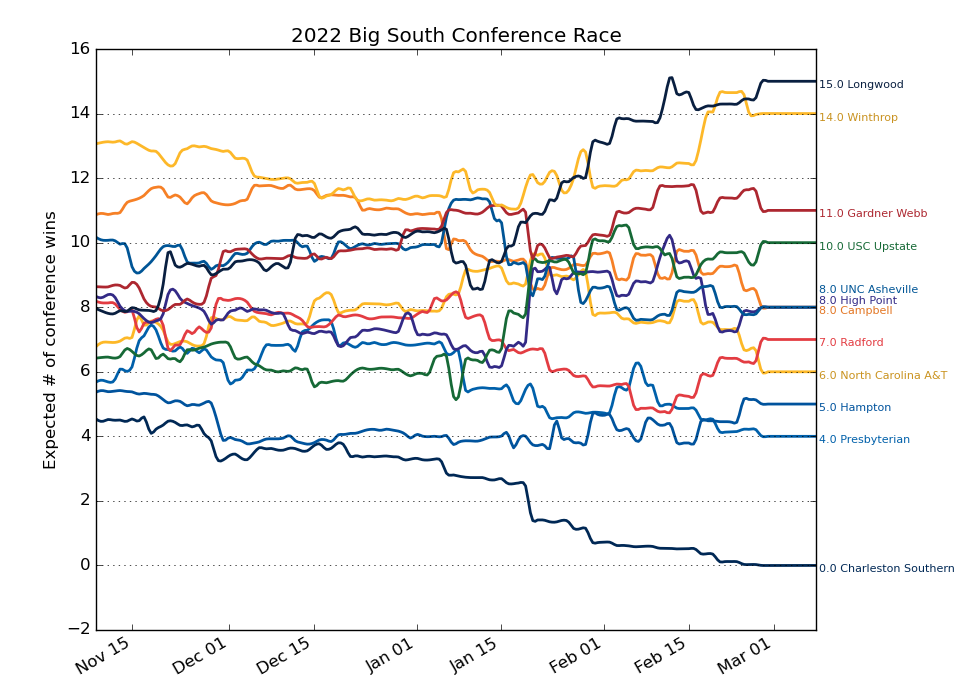 2022 Big South Conference Race
Expected # of conference wins
16
14
12
10
8
6
4
2
0
−2
Nov 15
Dec 01
Dec 15
Jan 01
Jan 15
Feb 01
Feb 15
Mar 01
15.0 Longwood
14.0 Winthrop
11.0 Gardner Webb
10.0 USC Upstate
8.0 UNC Asheville
8.0 High Point
8.0 Campbell
7.0 Radford
6.0 North Carolina A&T
5.0 Hampton
4.0 Presbyterian
0.0 Charleston Southern